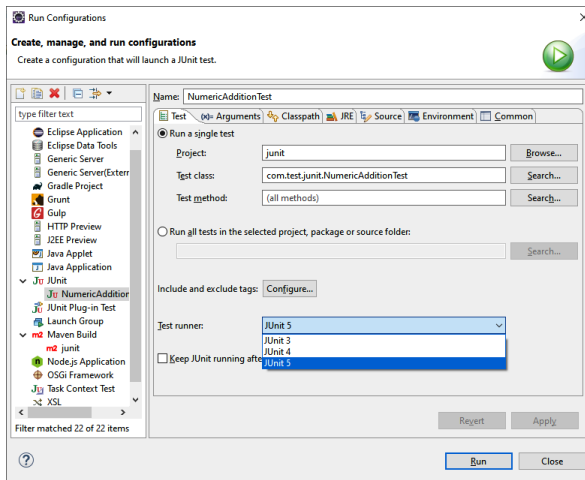 Run Configurations
Create, manage, and run configurations
Create a configuration that will launch a JUnit test.
type filter text
Eclipse Application
Eclipse Data Tools
Generic Server
Generic Server(Extern
Gradle Project
Grunt
Gulp
HTTP Preview
J2EE Preview
Java Applet
Java Application
JUnit
NumericAddition
JUnit Plug-in Test
Launch Group
Maven Build
junit
Node.js Application
OSGi Framework
Task Context Test
XSL
Filter matched 22 of 22 items
Name: NumericAdditionTest
Test (x)= Arguments Classpath JRE Source Environment Common
Run a single test
Project: junit Browse...
Test class: com.test.junit.NumericAdditionTest Search...
Test method: (all methods) Search...
Run all tests in the selected project, package or source folder:
Search...
Include and exclude tags: Configure...
Test runner: JUnit 5
JUnit 3
JUnit 4
Keep JUnit running afte JUnit 5
Revert Apply
Run Close